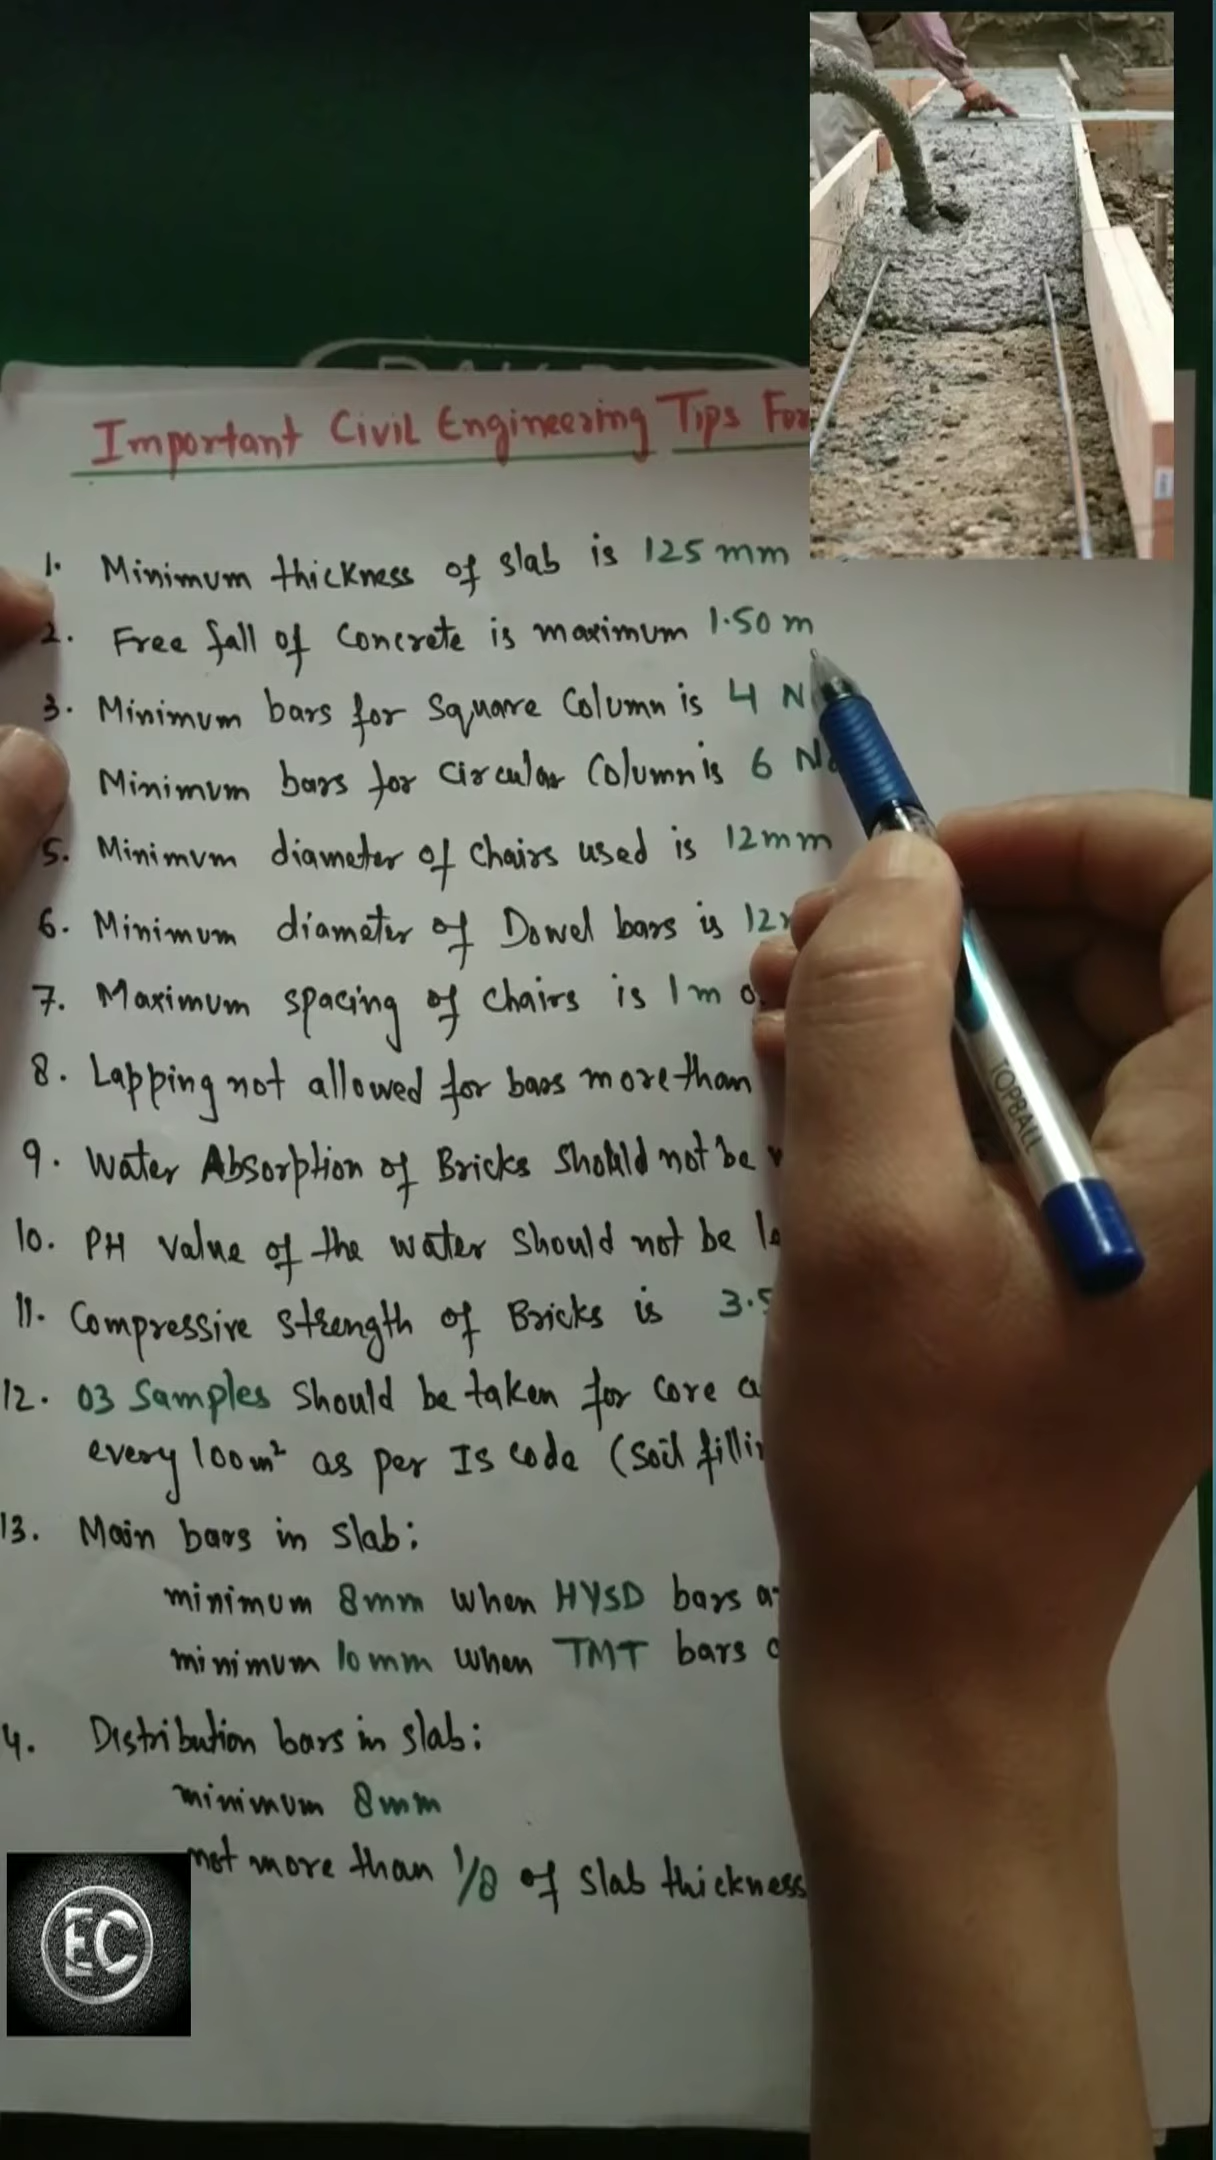 Important Civil Engineering Tips For
1. Minimum thickness of slab is 125 mm
2. Free fall of Concrete is maximum 1.50 m
3. Minimum bars for Square Column is 4
Minimum bars for circular Column is 6
5. Minimum diameter of chairs used is 12mm
6. Minimum diameter of Dowel bars is
7. Maximum spacing of chairs is 1m
8. Lapping not allowed for bars more than
9. Water Absorption of Bricks Should not be
10. PH value of the water should not be
11. Compressive strength of Bricks is
12. 03 Samples should be taken for core
every 100m² as per Is code (Soil
13. Main bars in slab:
minimum 8mm when HYSD bars
minimum 10mm when TMT bars
4. Distribution bars in slab:
minimum 8mm
not more than 1/8 of slab thickness
TOPBALL
EC